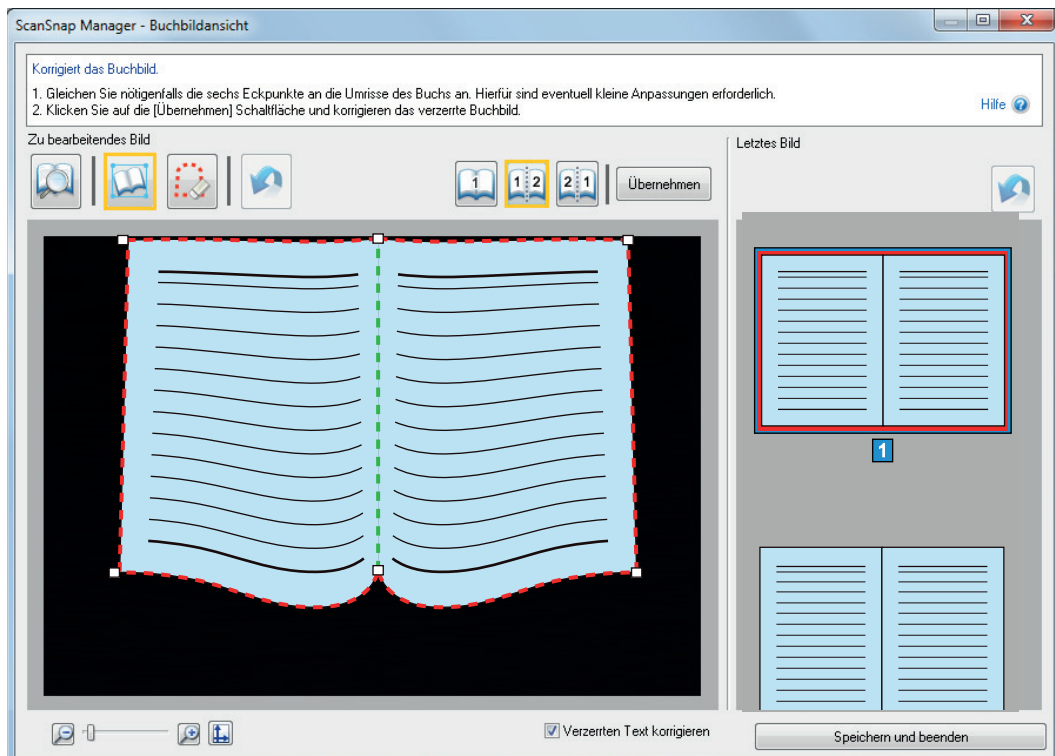 ScanSnap Manager - Buchbildansicht
Korrigiert das Buchbild.
1. Gleichen Sie nötigenfalls die sechs Eckpunkte an die Umrisse des Buchs an. Hierfür sind eventuell kleine Anpassungen erforderlich.
2. Klicken Sie auf die [Übernehmen] Schaltfläche und korrigieren das verzerrte Buchbild.
Hilfe
Zu bearbeitendes Bild
Letztes Bild
1
1 2
2 1
Übernehmen
1
Verzerrten Text korrigieren
Speichern und beenden